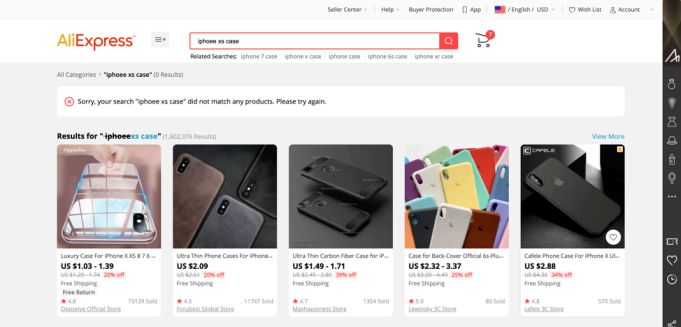 Seller Center
Help
Buyer Protection
App
/ English / USD
Wish List
Account
AliExpress
iphoee xs case
7
Related Searches: iphone 7 case iphone x case iphone case iphone 6s case iphone xr case
All Categories > "iphoee xs case" (0 Results)
Sorry, your search "iphoee xs case" did not match any products. Please try again.
Results for "iphoee xs case" (1,602,376 Results)
View More
Oppselve
CAFELE
Luxury Case For iPhone X XS 8 7 6 ...
US $1.03 - 1.39
US $1.29 - 1.74 20% off
Free Shipping
Free Return
4.8 73129 Sold
Oppselve Official Store
Ultra Thin Phone Cases For iPhone...
US $2.09
US $2.61 20% off
Free Shipping
4.5 11747 Sold
Forubest Global Store
Ultra Thin Carbon Fiber Case for iP...
US $1.49 - 1.71
US $2.45 - 2.80 39% off
Free Shipping
4.7 1354 Sold
Maxhappiness Store
Case for Back-Cover Official 6s-Plu...
US $2.32 - 3.37
US $3.09 - 4.49 25% off
Free Shipping
5.0 80 Sold
Lewinsky 3C Store
Cafele Phone Case For iPhone X Ul...
US $2.88
US $4.36 34% off
Free Shipping
4.8 570 Sold
cafele 3C Store